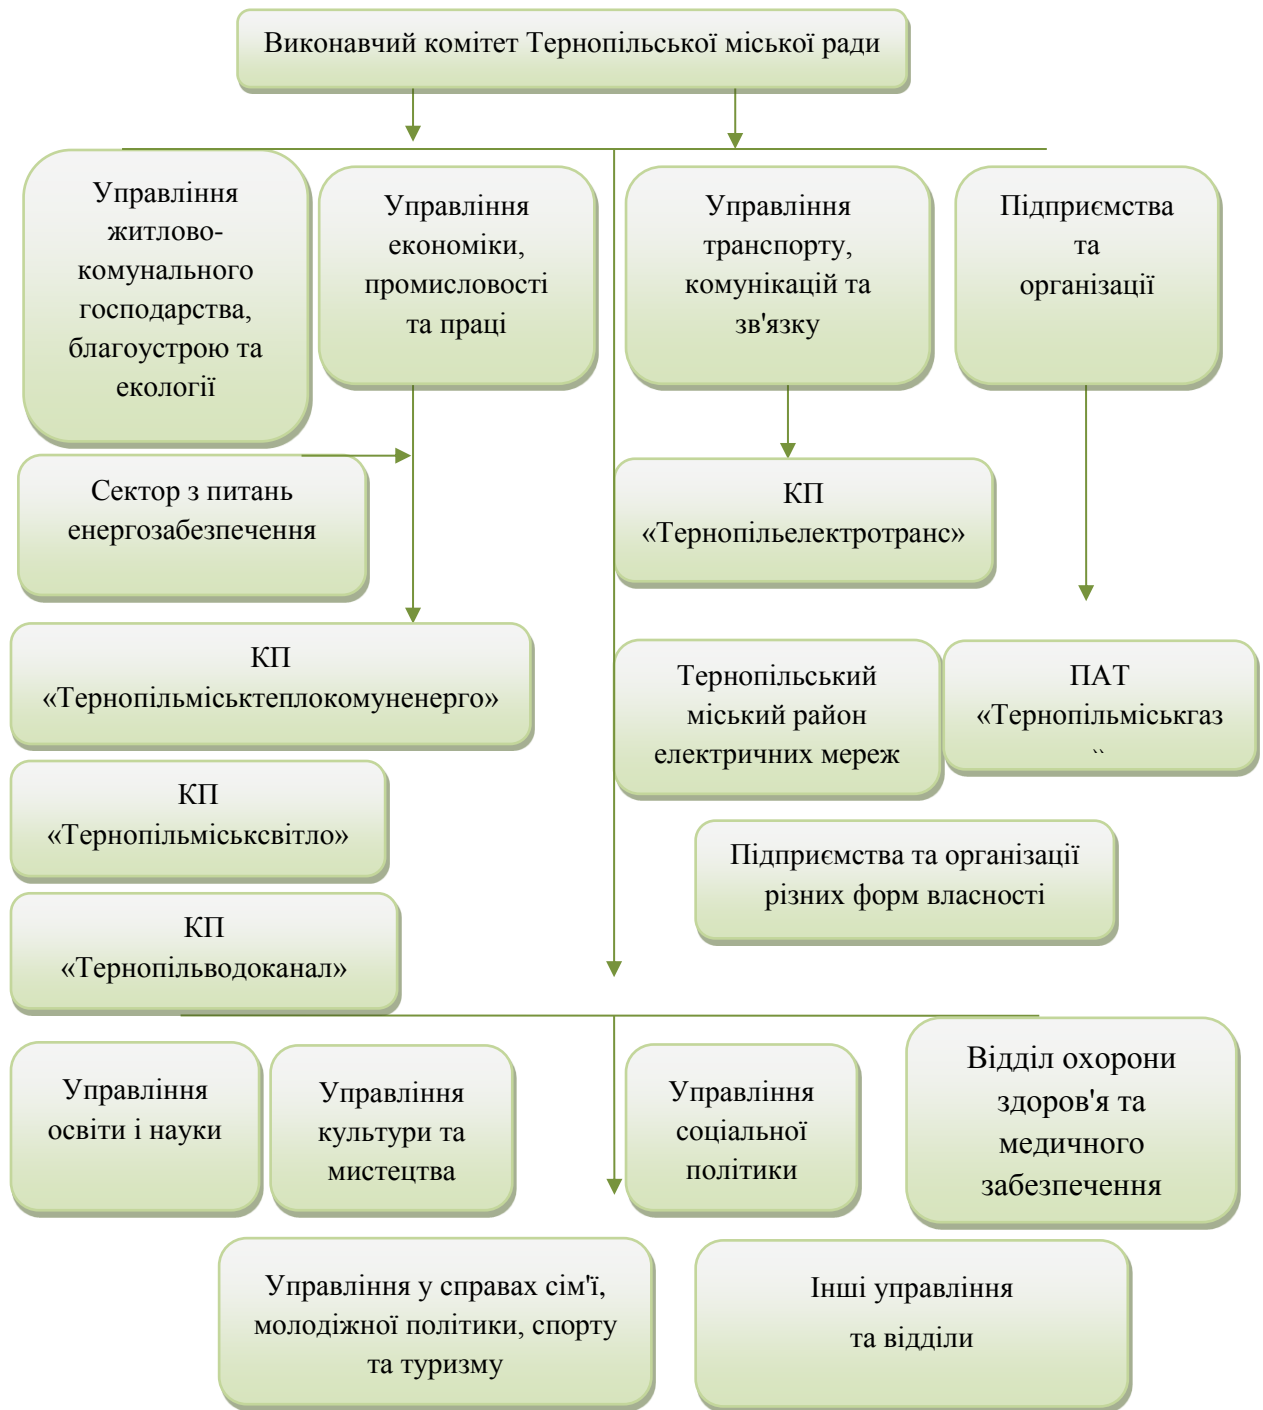 Виконавчий комітет Тернопільської міської ради
Управління
житлово-
комунального
господарства,
благоустрою та
екології
Управління
економіки,
промисловості
та праці
Управління
транспорту,
комунікацій та
зв'язку
Підприємства
та
організації
Сектор з питань
енергозабезпечення
КП
«Тернопільелектротранс»
КП
«Тернопільміськтеплокомуненерго»
Тернопільський
міський район
електричних мереж
ПАТ
«Тернопільміськгаз
КП
«Тернопільміськсвітло»
Підприємства та організації
різних форм власності
КП
«Тернопільводоканал»
Управління
освіти і науки
Управління
культури та
мистецтва
Управління
соціальної
політики
Відділ охорони
здоров'я та
медичного
забезпечення
Управління у справах сім'ї,
молодіжної політики, спорту
та туризму
Інші управління
та відділи